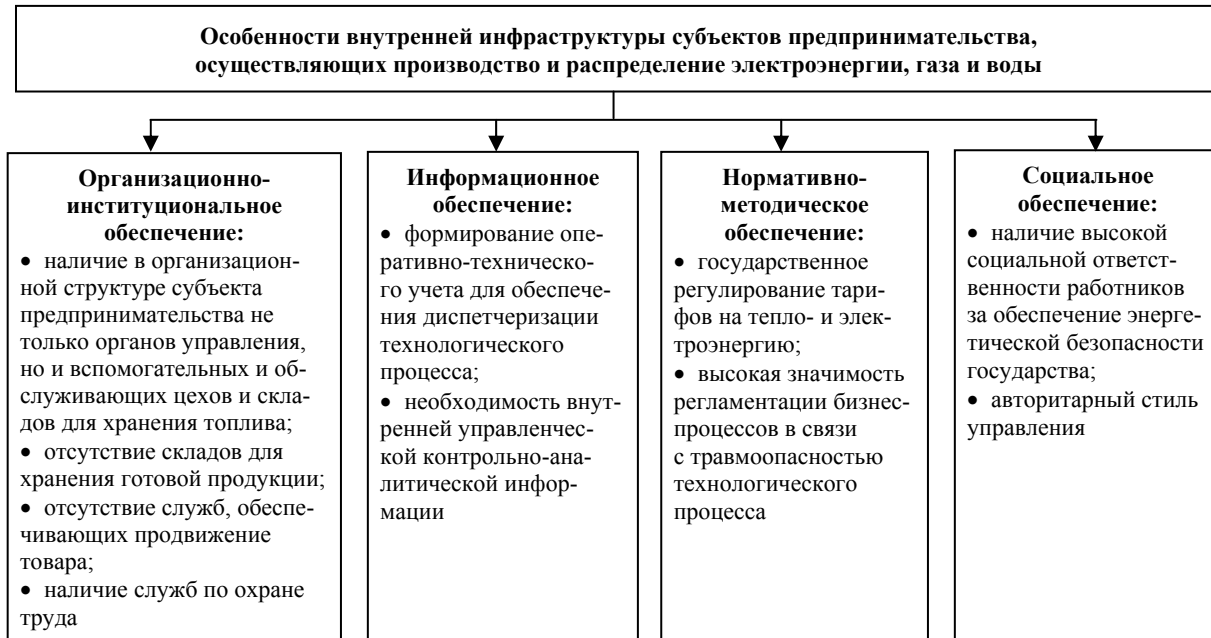 Особенности внутренней инфраструктуры субъектов предпринимательства,
осуществляющих производство и распределение электроэнергии, газа и воды
Организационно-
институциональное
обеспечение:
• наличие в организацион-
ной структуре субъекта
предпринимательства не
только органов управления,
но и вспомогательных и об-
служивающих цехов и скла-
дов для хранения топлива;
• отсутствие складов для
хранения готовой продукции;
• отсутствие служб, обеспе-
чивающих продвижение
товара;
• наличие служб по охране
труда
Информационное
обеспечение:
• формирование опе-
ративно-техническо-
го учета для обеспече-
ния диспетчеризации
технологического
процесса;
• необходимость внут-
ренней управленчес-
кой контрольно-ана-
литической инфор-
мации
Нормативно-
методическое
обеспечение:
• государственное
регулирование тари-
фов на тепло- и элек-
троэнергию;
• высокая значимость
регламентации бизнес-
процессов в связи
с травмоопасностью
технологического
процесса
Социальное
обеспечение:
• наличие высокой
социальной ответст-
венности работников
за обеспечение энерге-
тической безопасности
государства;
• авторитарный стиль
управления